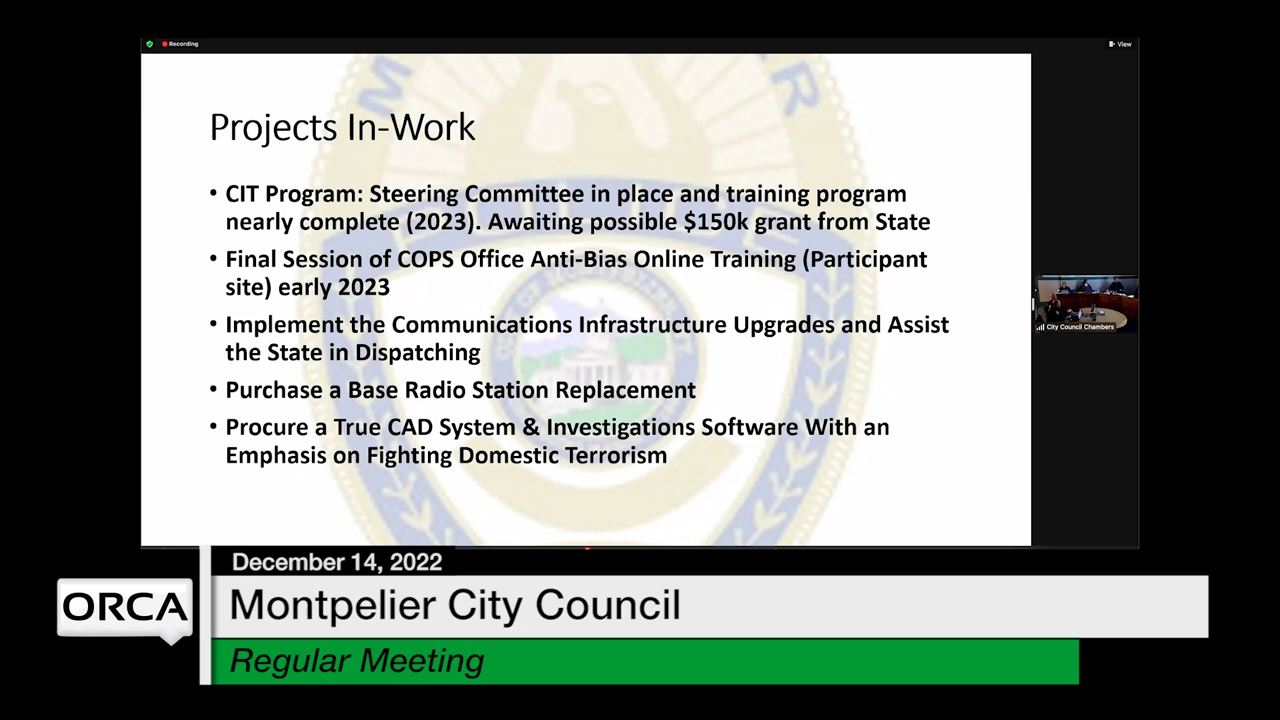 Recording
View
Projects In-Work
• CIT Program: Steering Committee in place and training program
nearly complete (2023). Awaiting possible $150k grant from State
• Final Session of COPS Office Anti-Bias Online Training (Participant
site) early 2023
• Implement the Communications Infrastructure Upgrades and Assist
the State in Dispatching
• Purchase a Base Radio Station Replacement
• Procure a True CAD System & Investigations Software With an
Emphasis on Fighting Domestic Terrorism
City Council Chambers
December 14, 2022
ORCA
Montpelier City Council
Regular Meeting